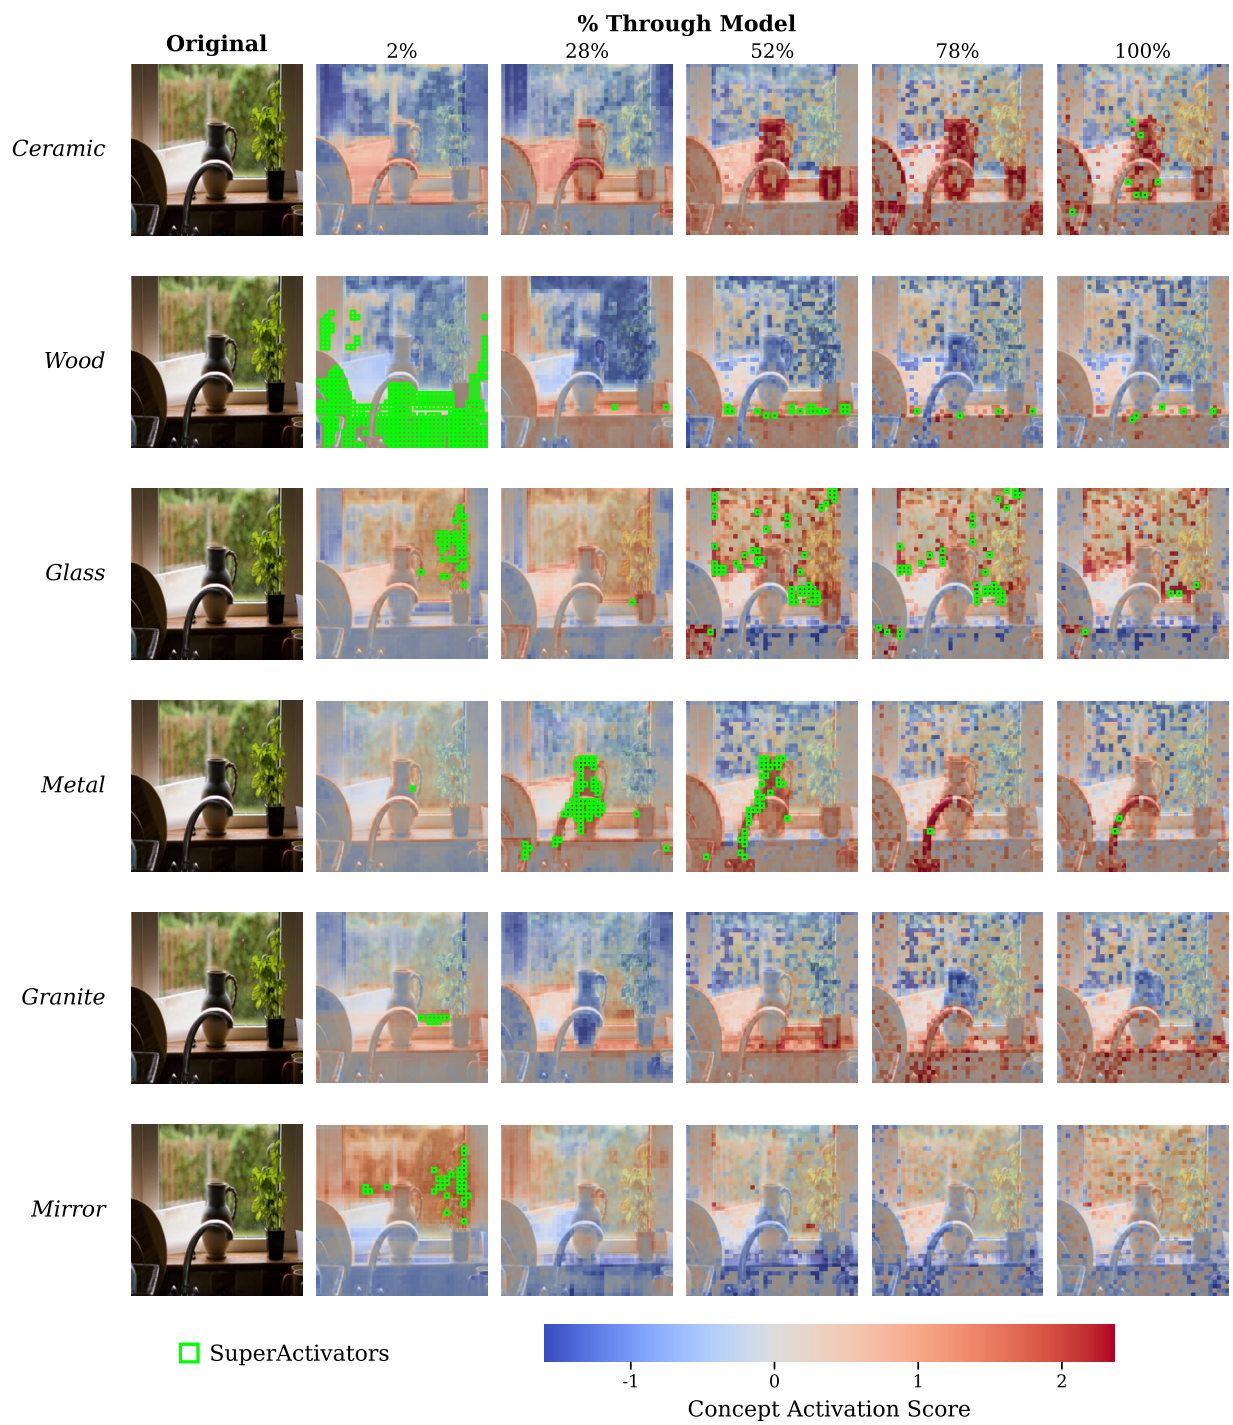 % Through Model
Original 2% 28% 52% 78% 100%
Ceramic
Wood
Glass
Metal
Granite
Mirror
SuperActivators
-1 0 1 2
Concept Activation Score